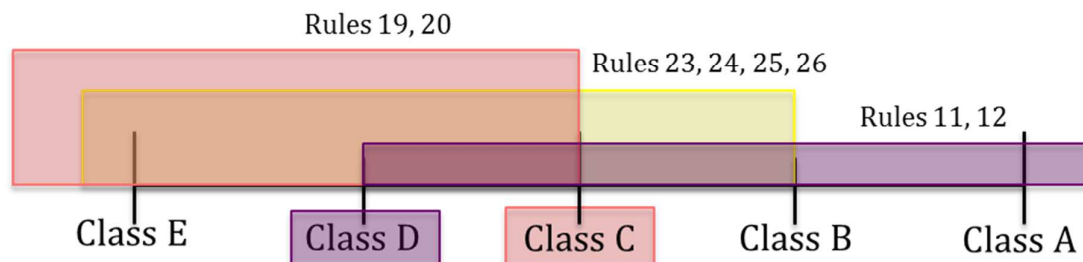 Rules 19, 20
Rules 23, 24, 25, 26
Rules 11, 12
Class E
Class D
Class C
Class B
Class A